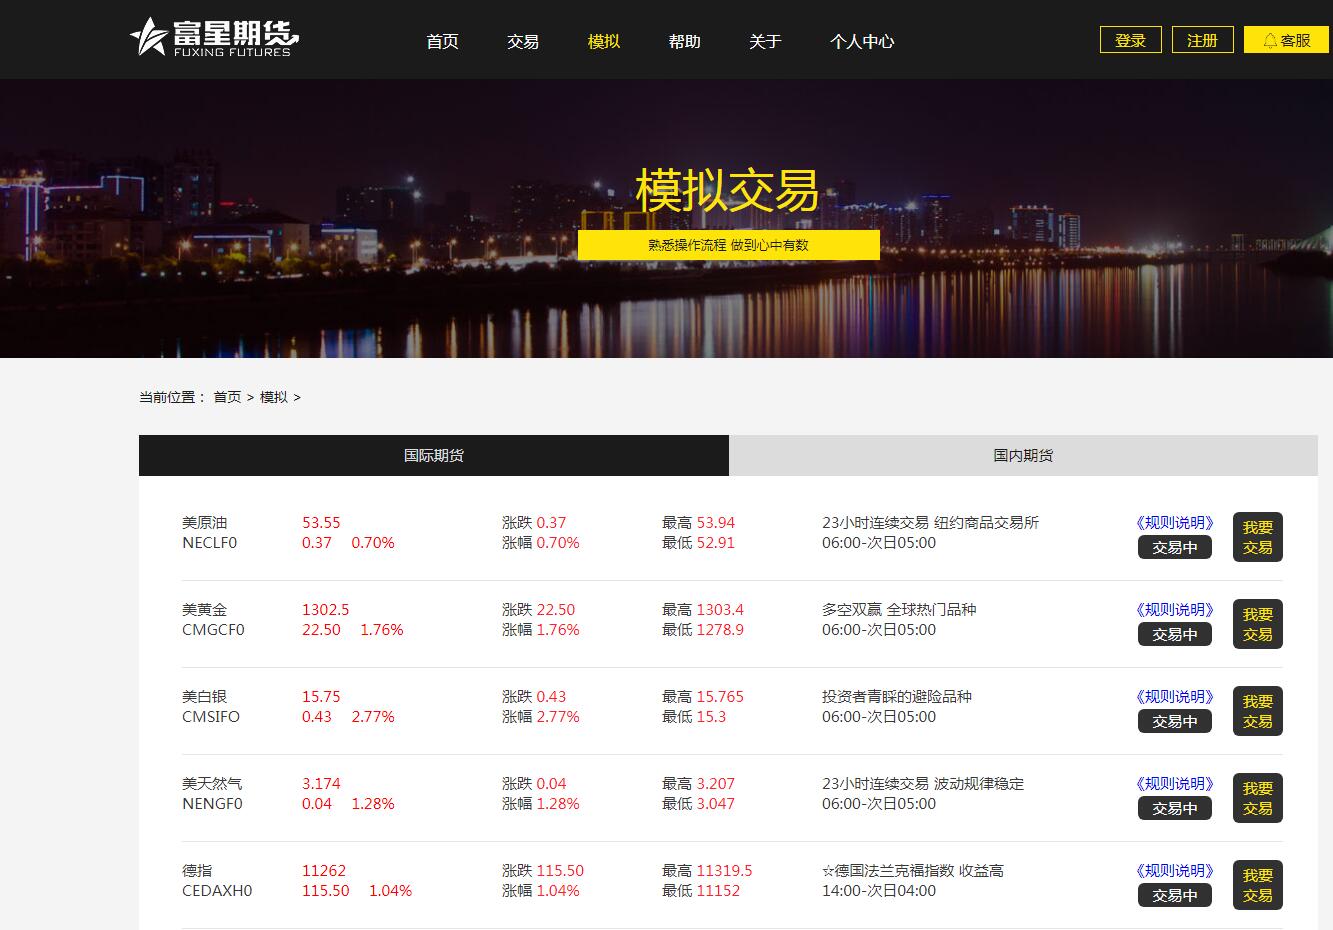 富星期货
FUXING FUTURES
首页 交易 模拟 帮助 关于 个人中心
登录 注册 客服
模拟交易
熟悉操作流程 做到心中有数
当前位置： 首页 > 模拟 >
国际期货 国内期货
美原油 53.55 涨跌 0.37 最高 53.94 23小时连续交易 纽约商品交易所 《规则说明》 我要
NECLF0 0.37 0.70% 涨幅 0.70% 最低 52.91 06:00-次日05:00 交易中 交易
美黄金 1302.5 涨跌 22.50 最高 1303.4 多空双赢 全球热门品种 《规则说明》 我要
CMGCF0 22.50 1.76% 涨幅 1.76% 最低 1278.9 06:00-次日05:00 交易中 交易
美白银 15.75 涨跌 0.43 最高 15.765 投资者青睬的避险品种 《规则说明》 我要
CMSIFO 0.43 2.77% 涨幅 2.77% 最低 15.3 06:00-次日05:00 交易中 交易
美天然气 3.174 涨跌 0.04 最高 3.207 23小时连续交易 波动规律稳定 《规则说明》 我要
NENGF0 0.04 1.28% 涨幅 1.28% 最低 3.047 06:00-次日05:00 交易中 交易
德指 11262 涨跌 115.50 最高 11319.5 ☆德国法兰克福指数 收益高 《规则说明》 我要
CEDAXH0 115.50 1.04% 涨幅 1.04% 最低 11152 14:00-次日04:00 交易中 交易